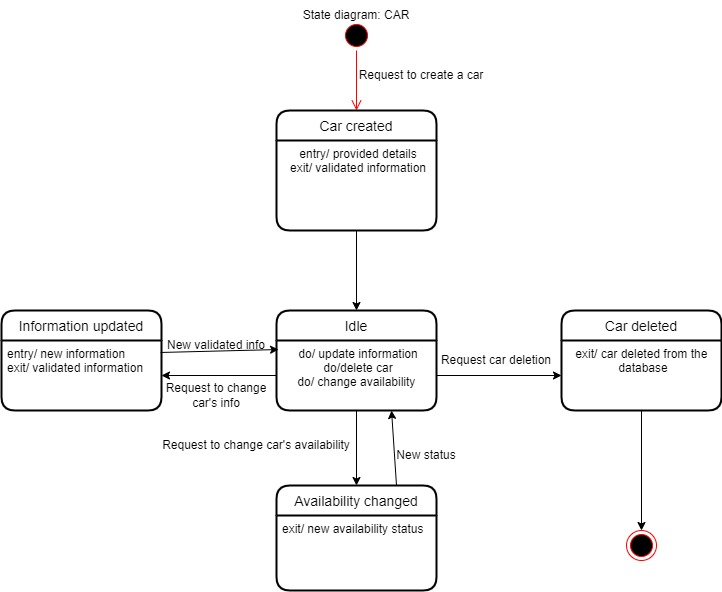 State diagram: CAR
Request to create a car
Car created
entry/ provided details
exit/ validated information
Information updated
entry/ new information
exit/ validated information
New validated info
Request to change
car's info
Idle
do/ update information
do/delete car
do/ change availability
Request car deletion
Car deleted
exit/ car deleted from the
database
Request to change car's availability
New status
Availability changed
exit/ new availability status